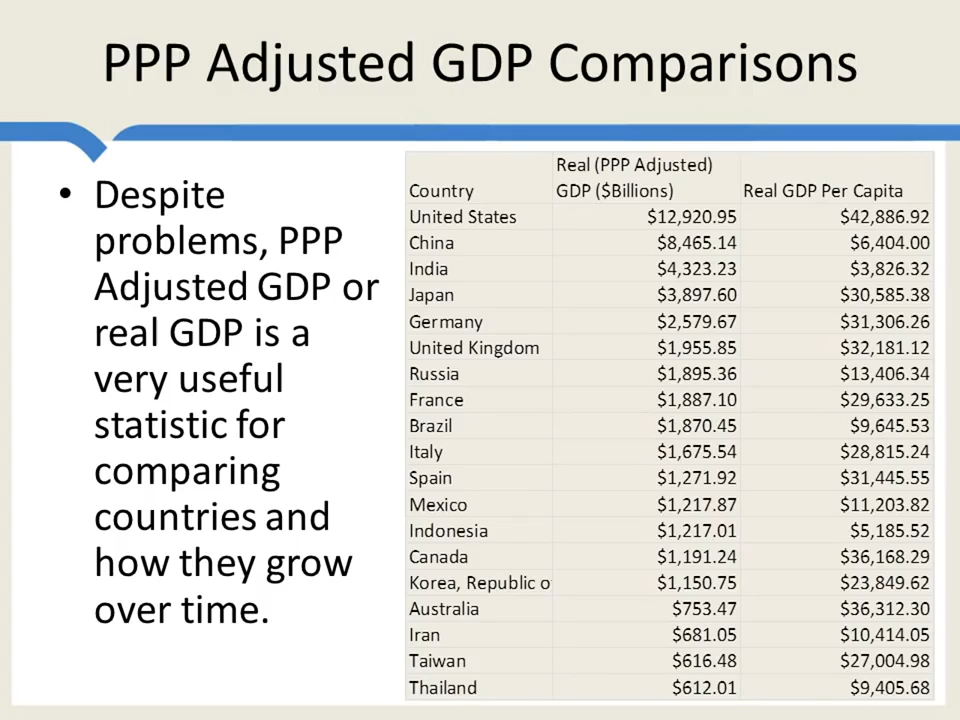 PPP Adjusted GDP Comparisons
• Despite
problems, PPP
Adjusted GDP or
real GDP is a
very useful
statistic for
comparing
countries and
how they grow
over time.
Real (PPP Adjusted)
Country GDP ($Billions) Real GDP Per Capita
United States $12,920.95 $42,886.92
China $8,465.14 $6,404.00
India $4,323.23 $3,826.32
Japan $3,897.60 $30,585.38
Germany $2,579.67 $31,306.26
United Kingdom $1,955.85 $32,181.12
Russia $1,895.36 $13,406.34
France $1,887.10 $29,633.25
Brazil $1,870.45 $9,645.53
Italy $1,675.54 $28,815.24
Spain $1,271.92 $31,445.55
Mexico $1,217.87 $11,203.82
Indonesia $1,217.01 $5,185.52
Canada $1,191.24 $36,168.29
Korea, Republic o $1,150.75 $23,849.62
Australia $753.47 $36,312.30
Iran $681.05 $10,414.05
Taiwan $616.48 $27,004.98
Thailand $612.01 $9,405.68